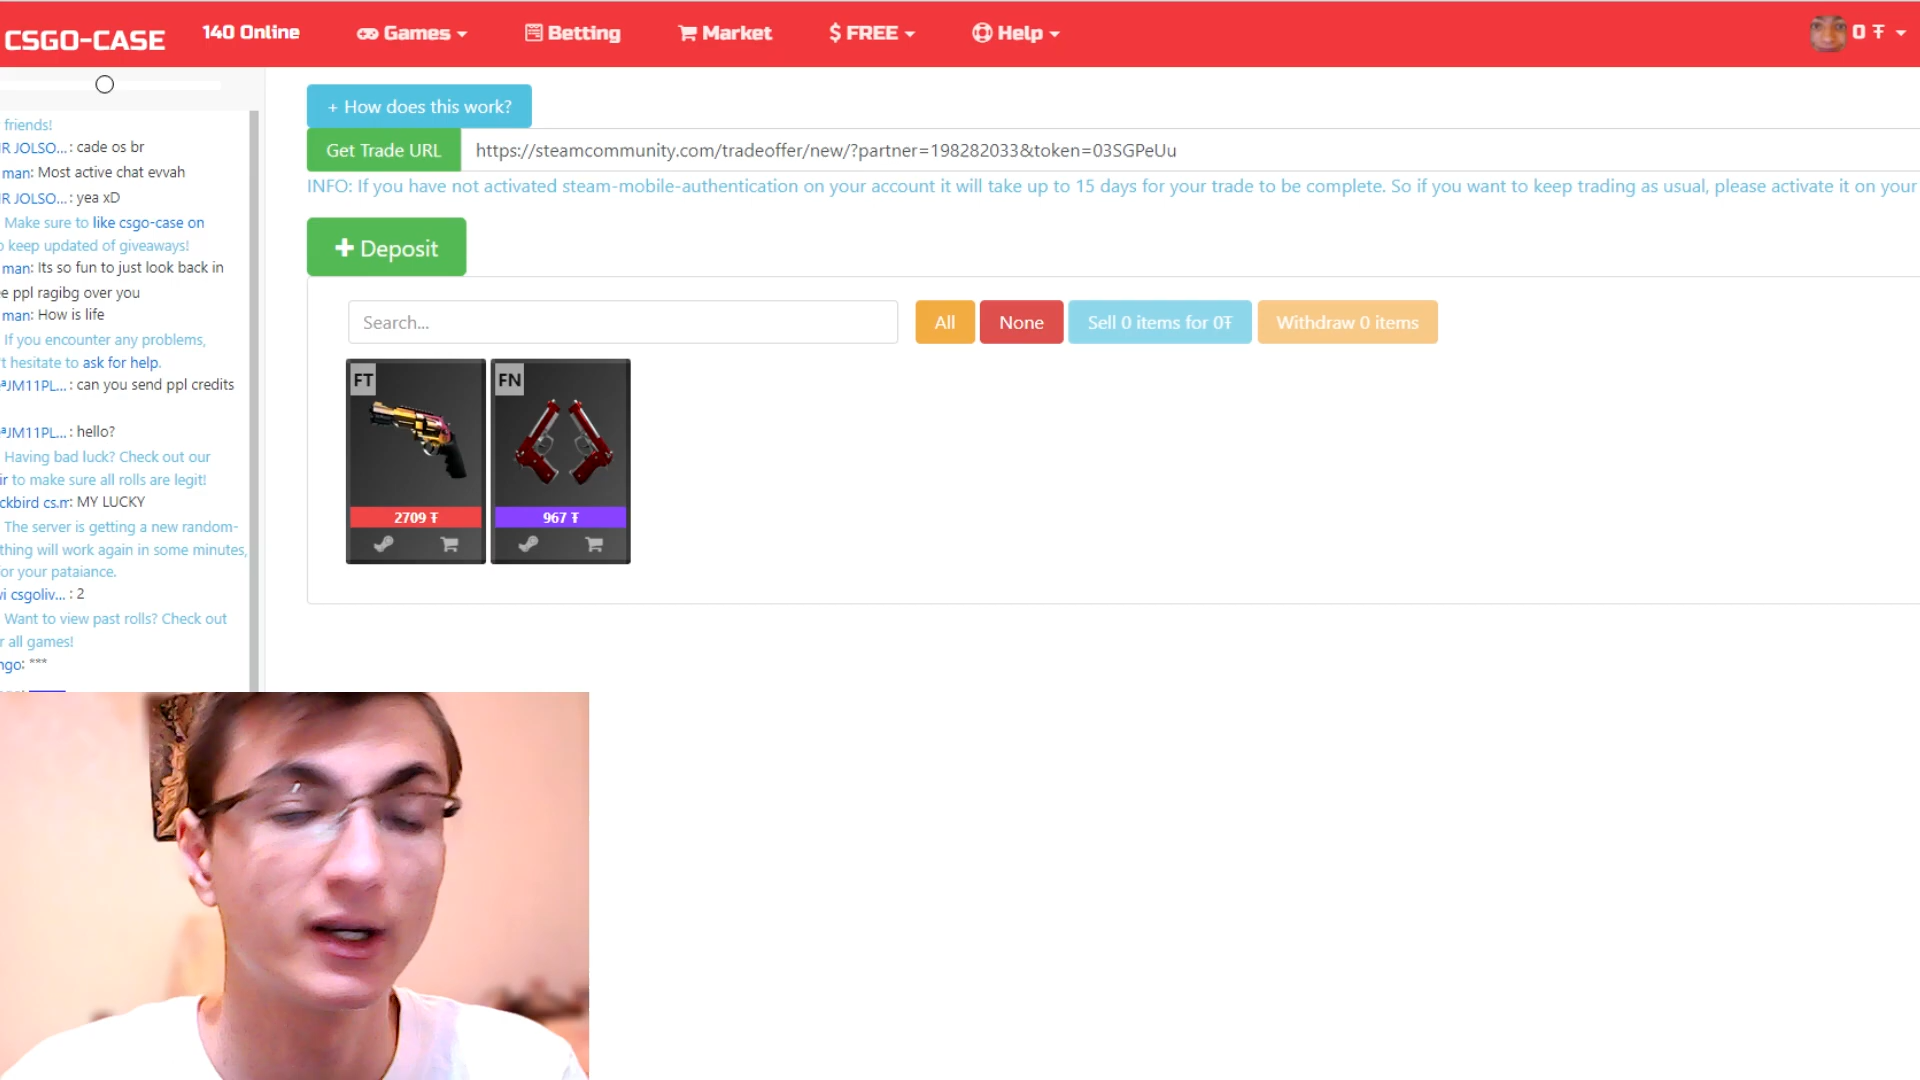 CSGO-CASE
140 Online
Games
Betting
Market
$ FREE
Help
0 Ŧ
friends!
R JOLSO...: cade os br
man: Most active chat evvah
R JOLSO...: yea xD
Make sure to like csgo-case on
keep updated of giveaways!
man: Its so fun to just look back in
e ppl ragibg over you
man: How is life
If you encounter any problems,
't hesitate to ask for help.
ªJM11PL...: can you send ppl credits
ªJM11PL...: hello?
Having bad luck? Check out our
ir to make sure all rolls are legit!
ckbird cs.m: MY LUCKY
The server is getting a new random-
thing will work again in some minutes,
or your pataiance.
vi csgoliv...: 2
Want to view past rolls? Check out
r all games!
ngo: ***
+ How does this work?
Get Trade URL
https://steamcommunity.com/tradeoffer/new/?partner=198282033&token=03SGPeUu
INFO: If you have not activated steam-mobile-authentication on your account it will take up to 15 days for your trade to be complete. So if you want to keep trading as usual, please activate it on your
+ Deposit
Search...
All
None
Sell 0 items for 0Ŧ
Withdraw 0 items
FT
FN
2709 Ŧ
967 Ŧ